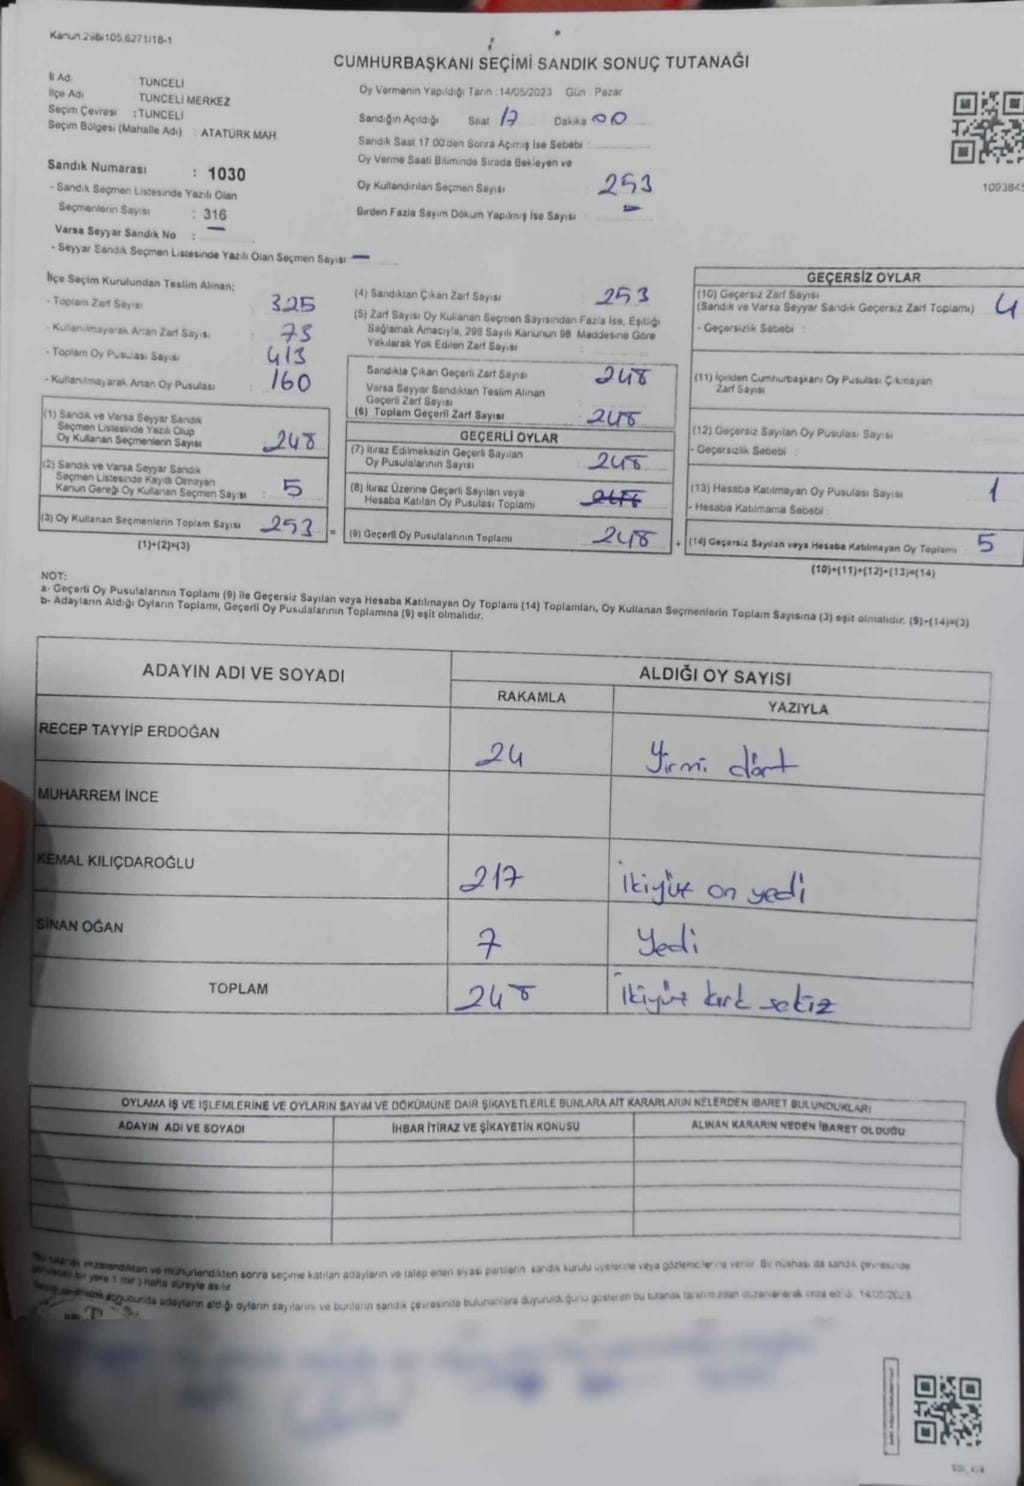 Kanun 298/105,6271/18-1
CUMHURBAŞKANI SEÇİMİ SANDIK SONUÇ TUTANAĞI
İl Adı TUNCELİ
İlçe Adı TUNCELİ MERKEZ
Seçim Çevresi : TUNCELİ
Seçim Bölgesi (Mahalle Adı) : ATATÜRK MAH.
Sandık Numarası : 1030
- Sandık Seçmen Listesinde Yazılı Olan
Seçmenlerin Sayısı : 316
Varsa Seyyar Sandık No : —
- Seyyar Sandık Seçmen Listesinde Yazılı Olan Seçmen Sayısı —
Oy Vermenin Yapıldığı Tarih : 14/05/2023 Gün : Pazar
Sandığın Açıldığı Saat 17 Dakika 00
Sandık Saat 17.00'den Sonra Açılmış İse Sebebi :
Oy Verme Saati Bitiminde Sırada Bekleyen ve
Oy Kullandırılan Seçmen Sayısı : 253
Birden Fazla Sayım Döküm Yapılmış İse Sayısı : —
İlçe Seçim Kurulundan Teslim Alınan;
- Toplam Zarf Sayısı : 325
- Kullanılmayarak Artan Zarf Sayısı : 73
- Toplam Oy Pusulası Sayısı : 413
- Kullanılmayarak Artan Oy Pusulası : 160
(1) Sandık ve Varsa Seyyar Sandık
Seçmen Listesinde Yazılı Olup
Oy Kullanan Seçmenlerin Sayısı : 248
(2) Sandık ve Varsa Seyyar Sandık
Seçmen Listesinde Kayıtlı Olmayan
Kanun Gereği Oy Kullanan Seçmen Sayısı : 5
(3) Oy Kullanan Seçmenlerin Toplam Sayısı : 253
(1)+(2)=(3)
(4) Sandıktan Çıkan Zarf Sayısı : 253
(5) Zarf Sayısı Oy Kullanan Seçmen Sayısından Fazla İse, Eşitliği
Sağlamak Amacıyla, 298 Sayılı Kanunun 98. Maddesine Göre
Yakılarak Yok Edilen Zarf Sayısı :
Sandıkta Çıkan Geçerli Zarf Sayısı : 248
Varsa Seyyar Sandıktan Teslim Alınan
Geçerli Zarf Sayısı :
(6) Toplam Geçerli Zarf Sayısı : 248
GEÇERLİ OYLAR
(7) İtiraz Edilmeksizin Geçerli Sayılan
Oy Pusulalarının Sayısı : 248
(8) İtiraz Üzerine Geçerli Sayılan veya
Hesaba Katılan Oy Pusulası Toplamı :
(9) Geçerli Oy Pusulalarının Toplamı : 248
=
+
GEÇERSİZ OYLAR
(10) Geçersiz Zarf Sayısı
(Sandık ve Varsa Seyyar Sandık Geçersiz Zarf Toplamı) : 4
- Geçersizlik Sebebi :
(11) İçinden Cumhurbaşkanı Oy Pusulası Çıkmayan
Zarf Sayısı
(12) Geçersiz Sayılan Oy Pusulası Sayısı
- Geçersizlik Sebebi :
(13) Hesaba Katılmayan Oy Pusulası Sayısı 1
- Hesaba Katılmama Sebebi :
(14) Geçersiz Sayılan veya Hesaba Katılmayan Oy Toplamı : 5
(10)+(11)+(12)+(13)=(14)
NOT:
a- Geçerli Oy Pusulalarının Toplamı (9) ile Geçersiz Sayılan veya Hesaba Katılmayan Oy Toplamı (14) Toplamları, Oy Kullanan Seçmenlerin Toplam Sayısına (3) eşit olmalıdır. (9)+(14)=(3)
b- Adayların Aldığı Oyların Toplamı, Geçerli Oy Pusulalarının Toplamına (9) eşit olmalıdır.
ADAYIN ADI VE SOYADI
ALDIĞI OY SAYISI
RAKAMLA YAZIYLA
RECEP TAYYİP ERDOĞAN 24 Yirmi dört
MUHARREM İNCE
KEMAL KILIÇDAROĞLU 217 İkiyüz on yedi
SİNAN OĞAN 7 Yedi
TOPLAM 248 İkiyüz kırk sekiz
OYLAMA İŞ VE İŞLEMLERİNE VE OYLARIN SAYIM VE DÖKÜMÜNE DAİR ŞİKAYETLERLE BUNLARA AİT KARARLARIN NELERDEN İBARET BULUNDUKLARI
ADAYIN ADI VE SOYADI İHBAR İTİRAZ VE ŞİKAYETİN KONUSU ALINAN KARARIN NEDEN İBARET OLDUĞU
Bu tutanak imzalandıktan ve mühürlendikten sonra seçime katılan adayların ve talep eden siyasi partilerin sandık kurulu üyelerine veya gözlemcilerine verilir. Bir nüshası da sandık çevresinde
bir yere 1 (bir) hafta süreyle asılır.
sonucunda adayların aldığı oyların sayılarını ve bunların sandık çevresinde bulunanlara duyurulduğunu gösteren bu tutanak tarafımızdan düzenlenerek imza edildi. 14/05/2023